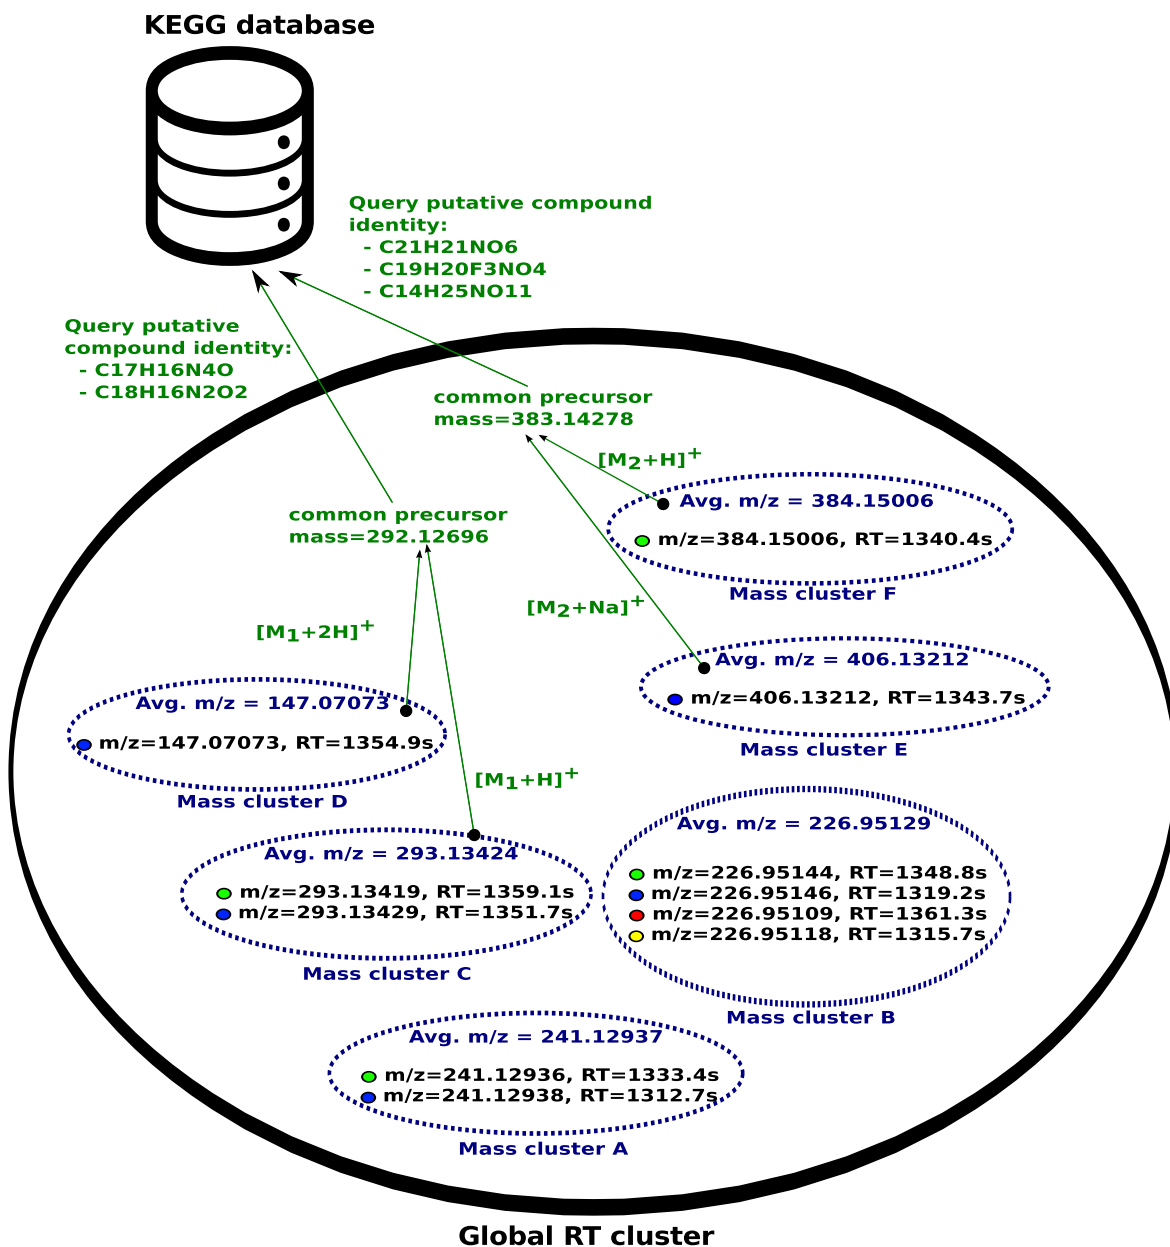 KEGG database
Query putative compound
identity:
- C21H21NO6
- C19H20F3NO4
- C14H25NO11
Query putative
compound identity:
- C17H16N4O
- C18H16N2O2
common precursor
mass=383.14278
[M2+H]+
Avg. m/z = 384.15006
m/z=384.15006, RT=1340.4s
Mass cluster F
common precursor
mass=292.12696
[M2+Na]+
[M1+2H]+
Avg. m/z = 406.13212
m/z=406.13212, RT=1343.7s
Mass cluster E
Avg. m/z = 147.07073
m/z=147.07073, RT=1354.9s
Mass cluster D
[M1+H]+
Avg. m/z = 293.13424
m/z=293.13419, RT=1359.1s
m/z=293.13429, RT=1351.7s
Mass cluster C
Avg. m/z = 226.95129
m/z=226.95144, RT=1348.8s
m/z=226.95146, RT=1319.2s
m/z=226.95109, RT=1361.3s
m/z=226.95118, RT=1315.7s
Mass cluster B
Avg. m/z = 241.12937
m/z=241.12936, RT=1333.4s
m/z=241.12938, RT=1312.7s
Mass cluster A
Global RT cluster